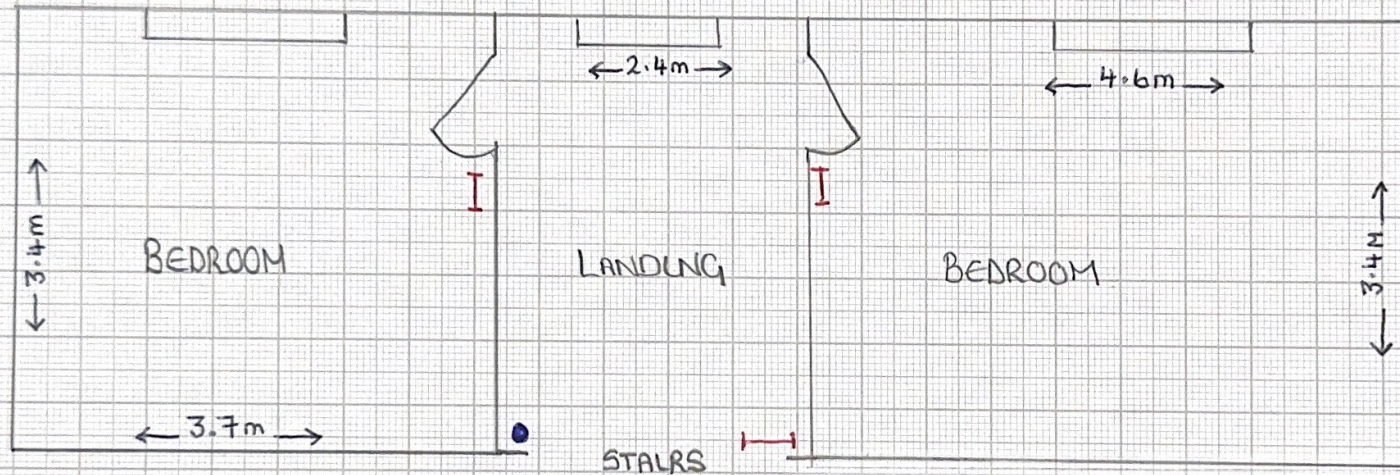 2.4m
4.6m
3.4m
BEDROOM
LANDING
BEDROOM
3.4M
3.7m
STAIRS